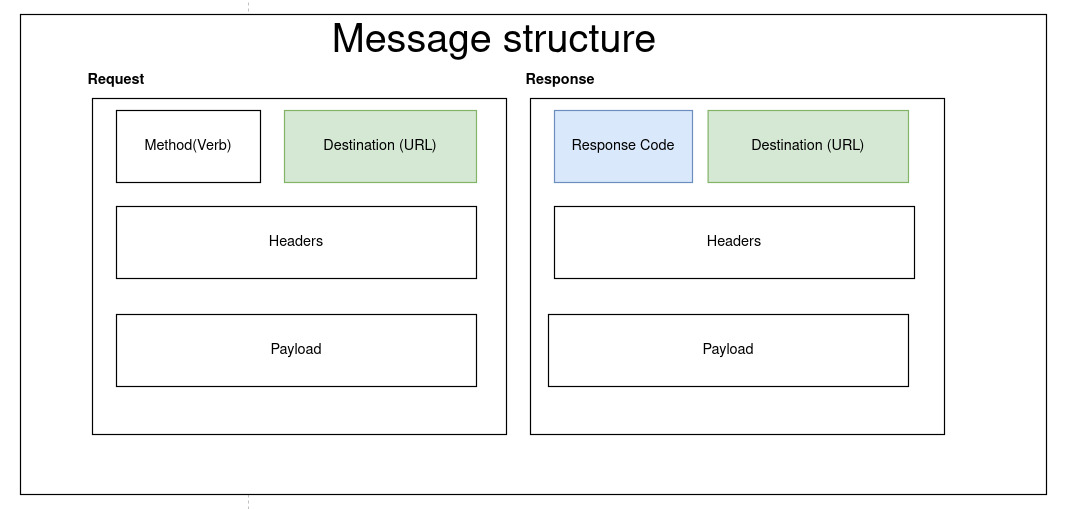 Message structure
Request
Response
Method(Verb)
Destination (URL)
Response Code
Destination (URL)
Headers
Headers
Payload
Payload